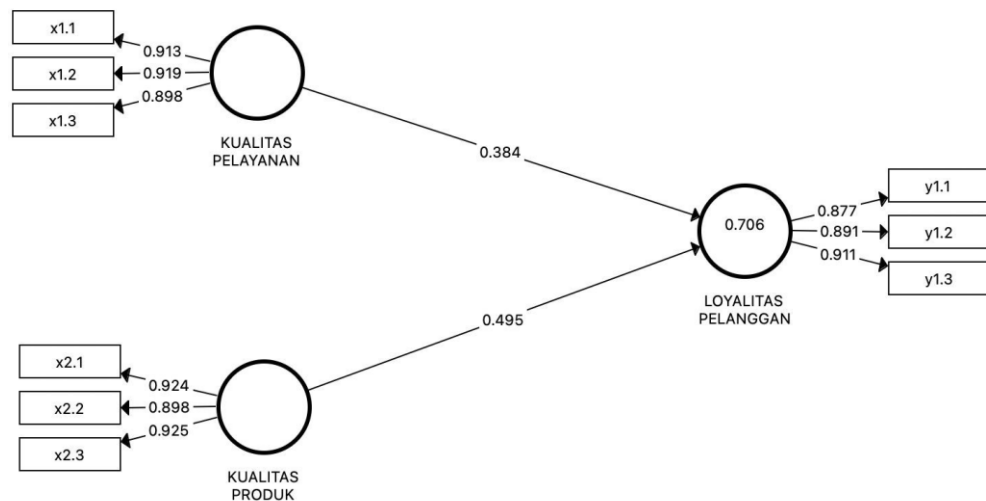 x1.1
0.913
x1.2
0.919
x1.3
0.898
KUALITAS
PELAYANAN
0.384
0.706
0.877
y1.1
0.891
y1.2
0.911
y1.3
LOYALITAS
PELANGGAN
0.495
x2.1
0.924
x2.2
0.898
x2.3
0.925
KUALITAS
PRODUK